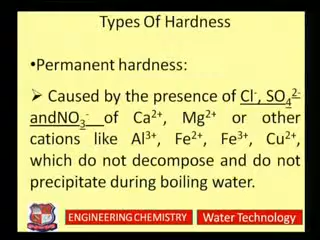 Types Of Hardness
•Permanent hardness:
➢ Caused by the presence of Cl⁻, SO₄²⁻
andNO₃⁻ of Ca²⁺, Mg²⁺ or other
cations like Al³⁺, Fe²⁺, Fe³⁺, Cu²⁺,
which do not decompose and do not
precipitate during boiling water.
ENGINEERING CHEMISTRY Water Technology